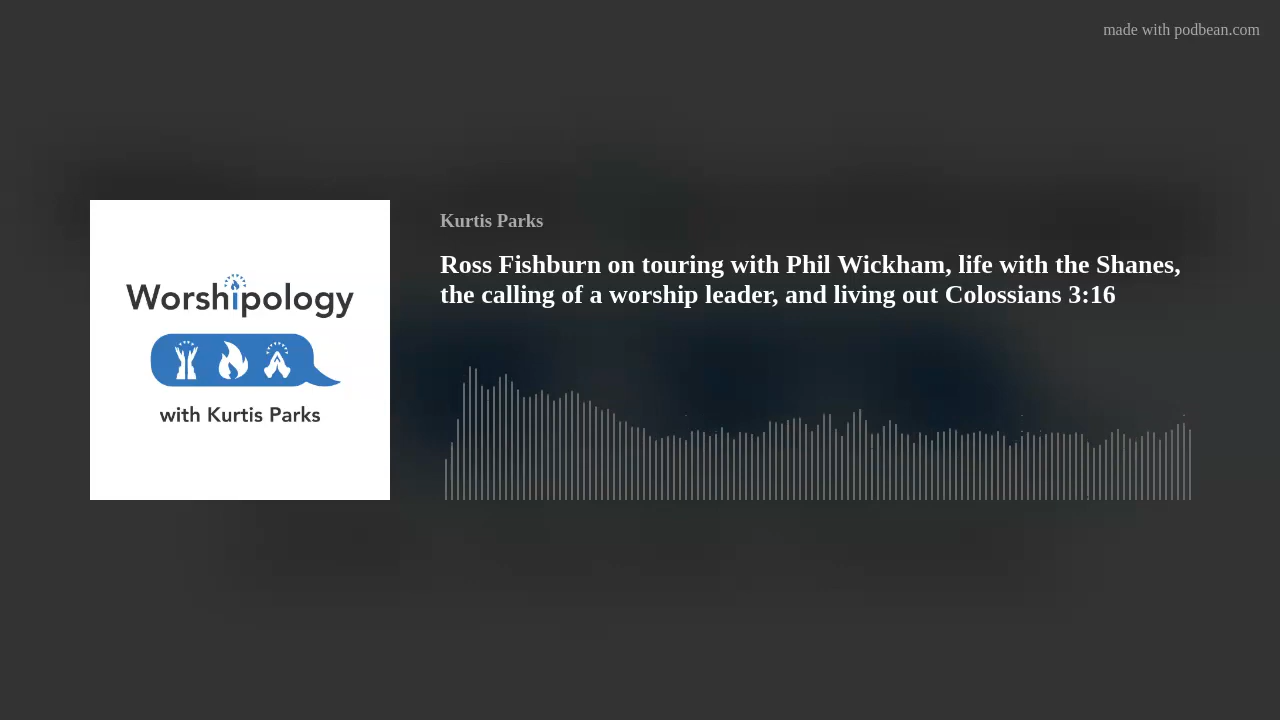 made with podbean.com
Worshipology
with Kurtis Parks
Kurtis Parks
Ross Fishburn on touring with Phil Wickham, life with the Shanes,
the calling of a worship leader, and living out Colossians 3:16